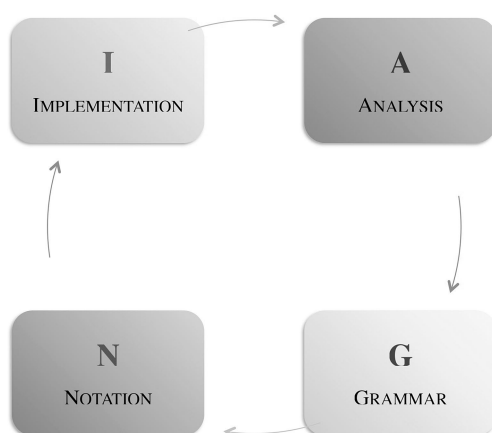 I
IMPLEMENTATION
A
ANALYSIS
N
NOTATION
G
GRAMMAR